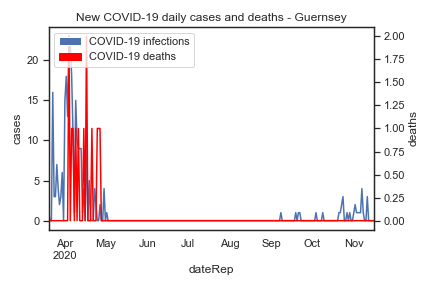 New COVID-19 daily cases and deaths - Guernsey
COVID-19 infections
COVID-19 deaths
cases
20
15
10
5
0
2.00
1.75
1.50
1.25
1.00
0.75
0.50
0.25
0.00
deaths
Apr May Jun Jul Aug Sep Oct Nov
2020
dateRep